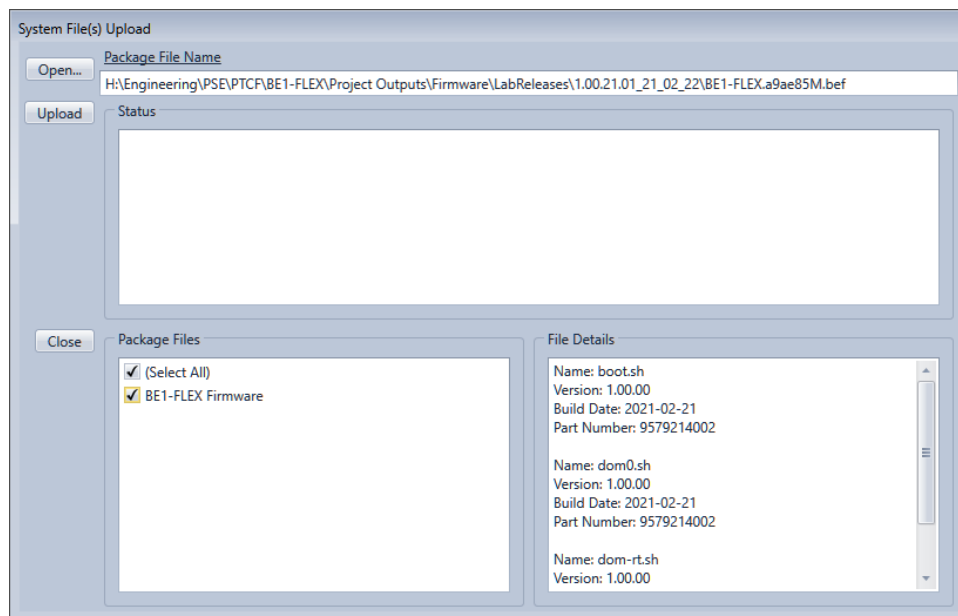 System File(s) Upload
Open...
Package File Name
H:\Engineering\PSE\PTCF\BE1-FLEX\Project Outputs\Firmware\LabReleases\1.00.21.01_21_02_22\BE1-FLEX.a9ae85M.bef
Upload
Status
Close
Package Files
(Select All)
BE1-FLEX Firmware
File Details
Name: boot.sh
Version: 1.00.00
Build Date: 2021-02-21
Part Number: 9579214002
Name: dom0.sh
Version: 1.00.00
Build Date: 2021-02-21
Part Number: 9579214002
Name: dom-rt.sh
Version: 1.00.00